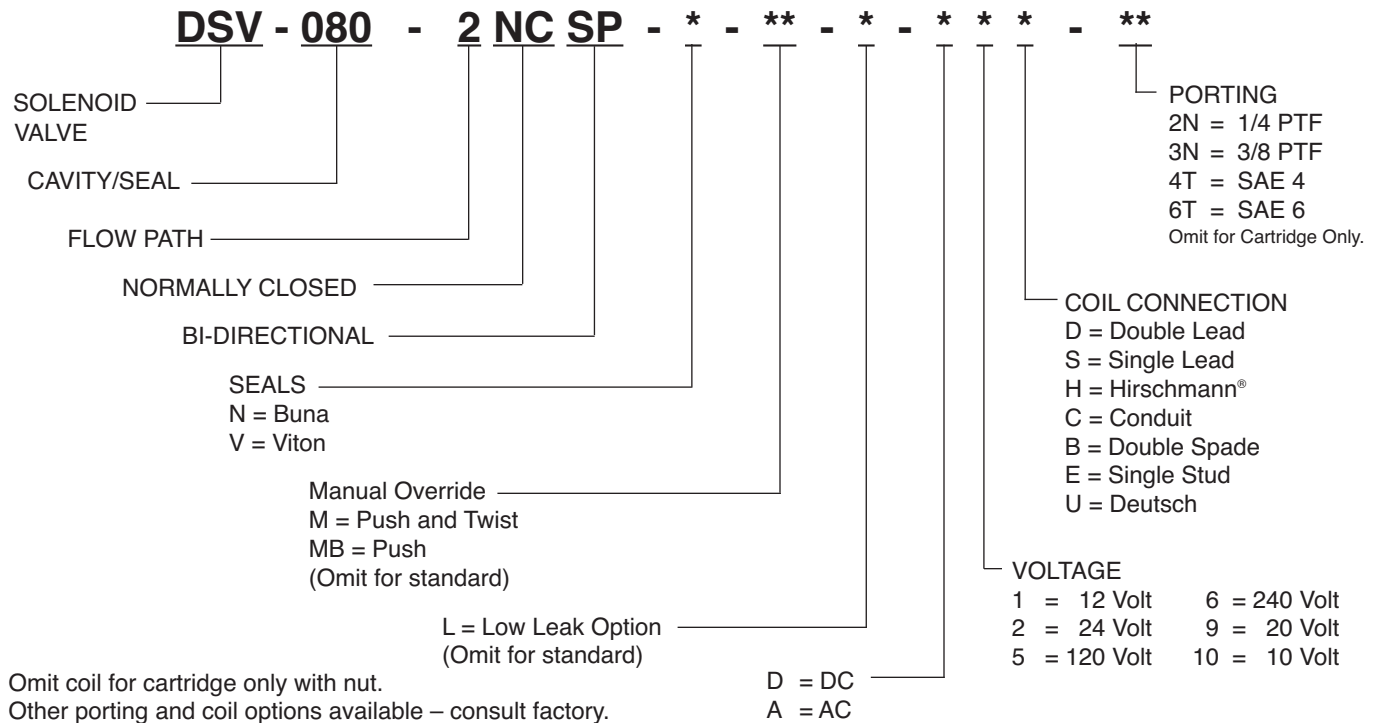 DSV - 080 - 2 NC SP - * - ** - * - * * * - **
SOLENOID
VALVE
CAVITY/SEAL
FLOW PATH
NORMALLY CLOSED
BI-DIRECTIONAL
SEALS
N = Buna
V = Viton
Manual Override
M = Push and Twist
MB = Push
(Omit for standard)
L = Low Leak Option
(Omit for standard)
D = DC
A = AC
VOLTAGE
1 = 12 Volt 6 = 240 Volt
2 = 24 Volt 9 = 20 Volt
5 = 120 Volt 10 = 10 Volt
COIL CONNECTION
D = Double Lead
S = Single Lead
H = Hirschmann®
C = Conduit
B = Double Spade
E = Single Stud
U = Deutsch
PORTING
2N = 1/4 PTF
3N = 3/8 PTF
4T = SAE 4
6T = SAE 6
Omit for Cartridge Only.
Omit coil for cartridge only with nut.
Other porting and coil options available – consult factory.